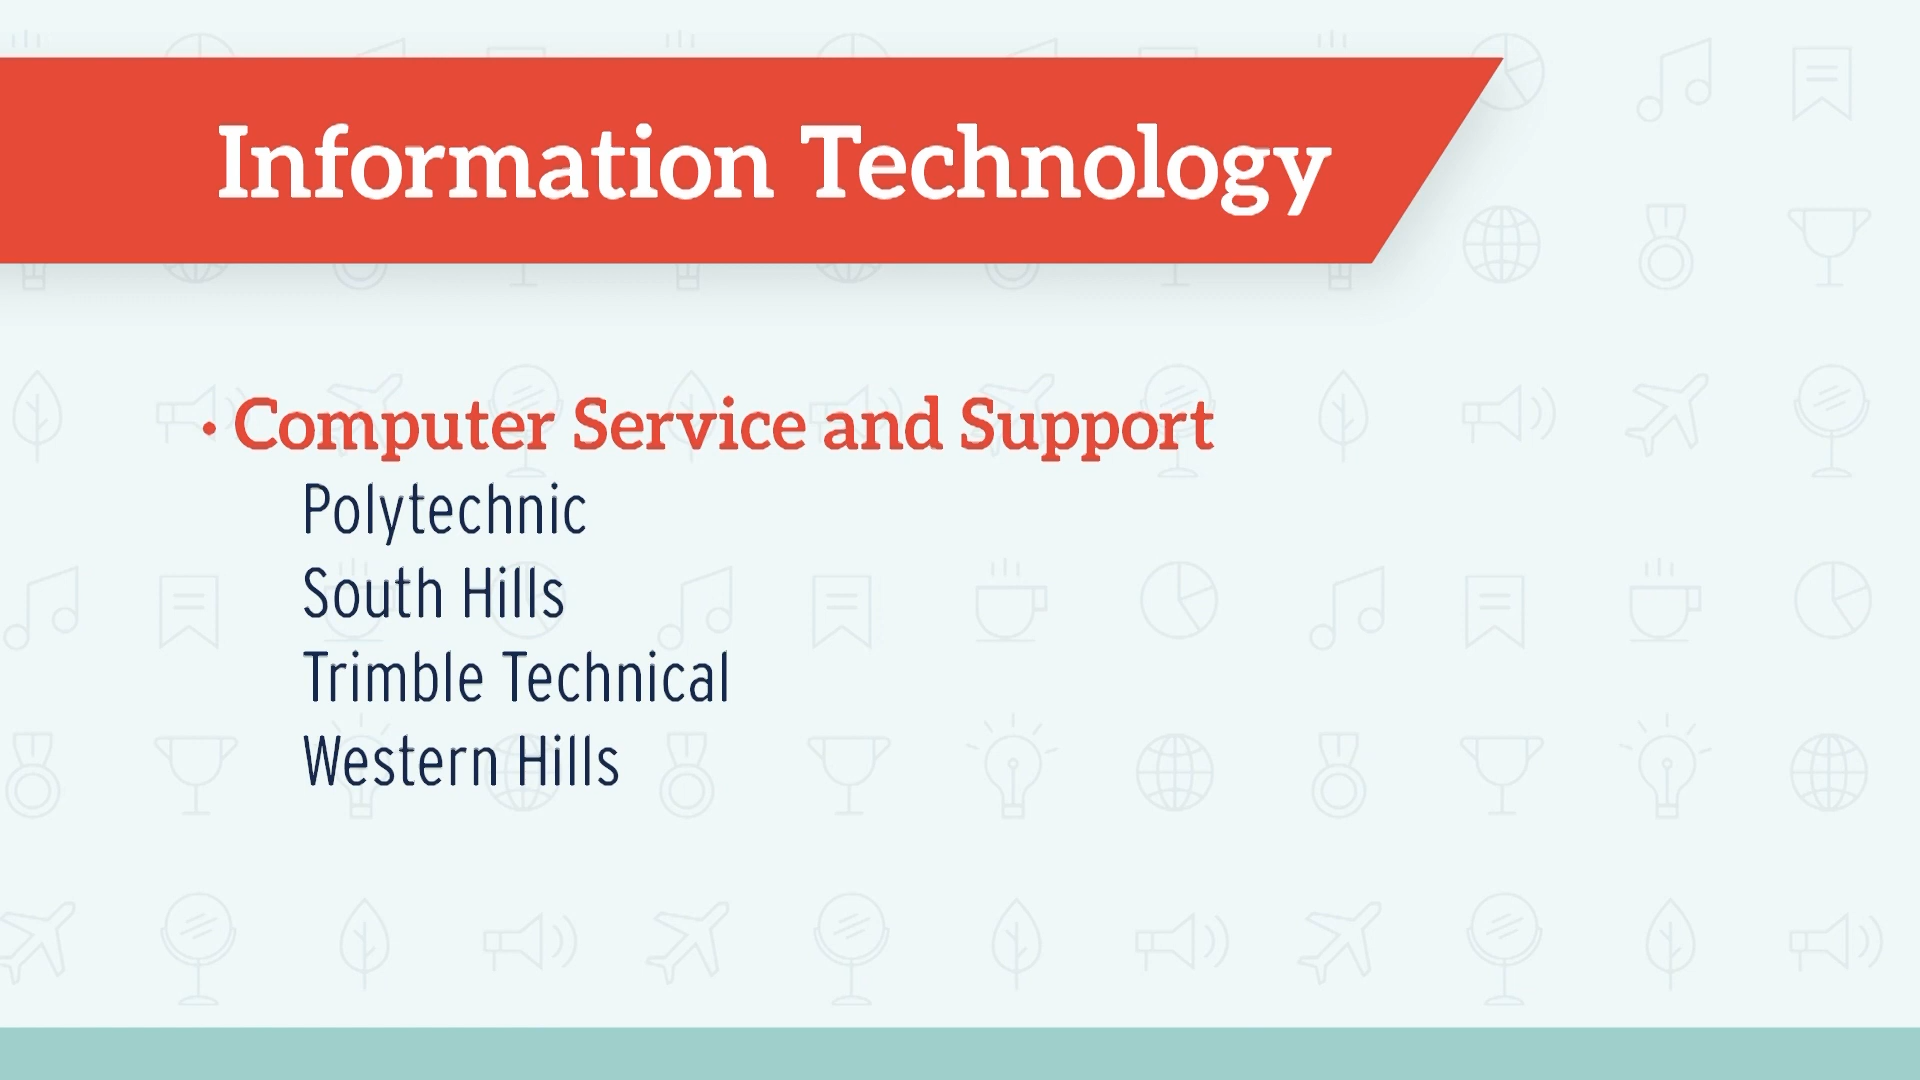 Information Technology
• Computer Service and Support
Polytechnic
South Hills
Trimble Technical
Western Hills